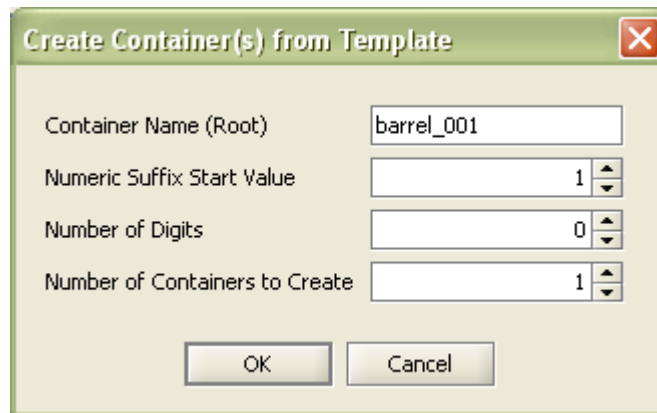 Create Container(s) from Template
Container Name (Root) barrel_001
Numeric Suffix Start Value 1
Number of Digits 0
Number of Containers to Create 1
OK Cancel